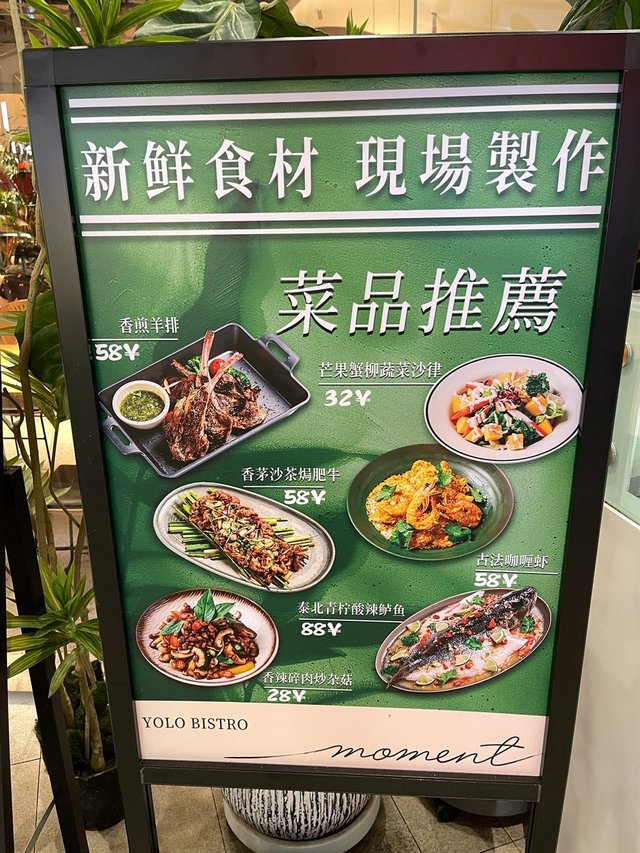 新鮮食材 現場製作
菜品推薦
香煎羊排
58¥
芒果蟹柳蔬菜沙律
32¥
香茅沙茶焗肥牛
58¥
古法咖喱虾
58¥
泰北青柠酸辣鲈鱼
88¥
香辣碎肉炒杂菇
28¥
YOLO BISTRO
moment